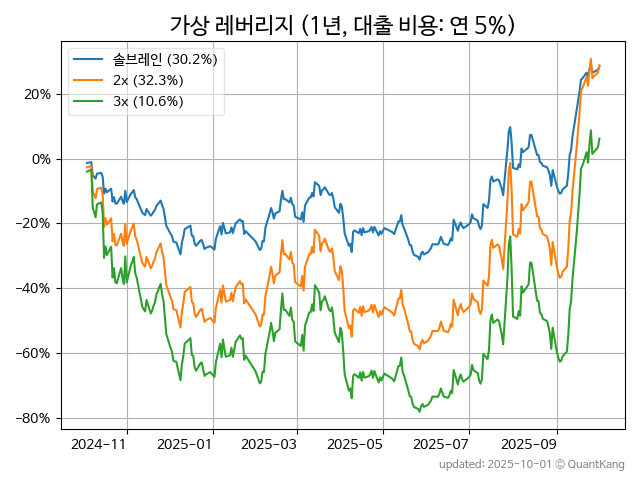 가상 레버리지 (1년, 대출 비용: 연 5%)
솔브레인 (30.2%)
2x (32.3%)
3x (10.6%)
20%
0%
−20%
−40%
−60%
−80%
2024-11 2025-01 2025-03 2025-05 2025-07 2025-09
updated: 2025-10-01 © QuantKang